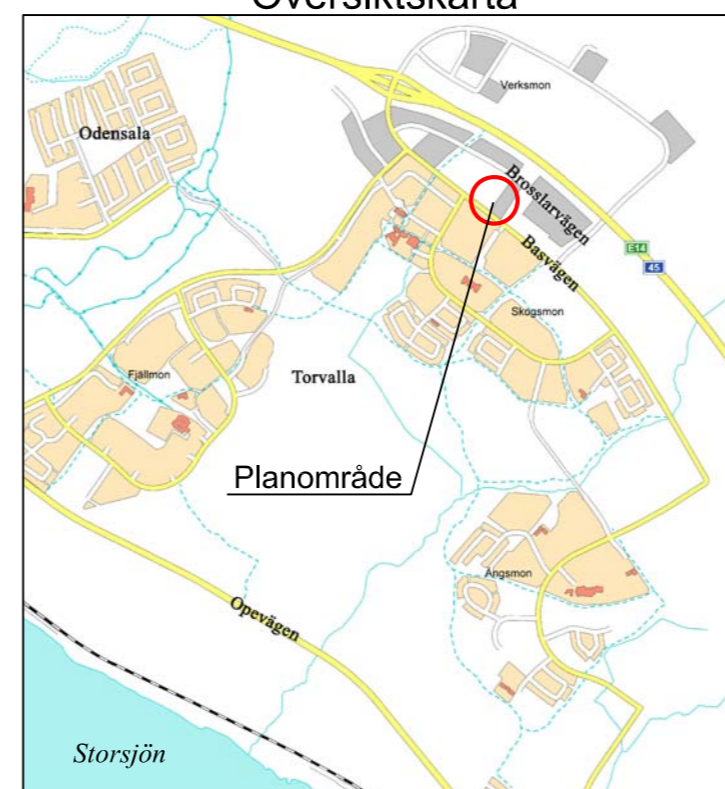 Översiktskarta
Verksmon
Odensala
Brosslarvägen
Basvägen
E14
45
Skogsmon
Fjällmon
Torvalla
Planområde
Ängsmon
Opevägen
Storsjön